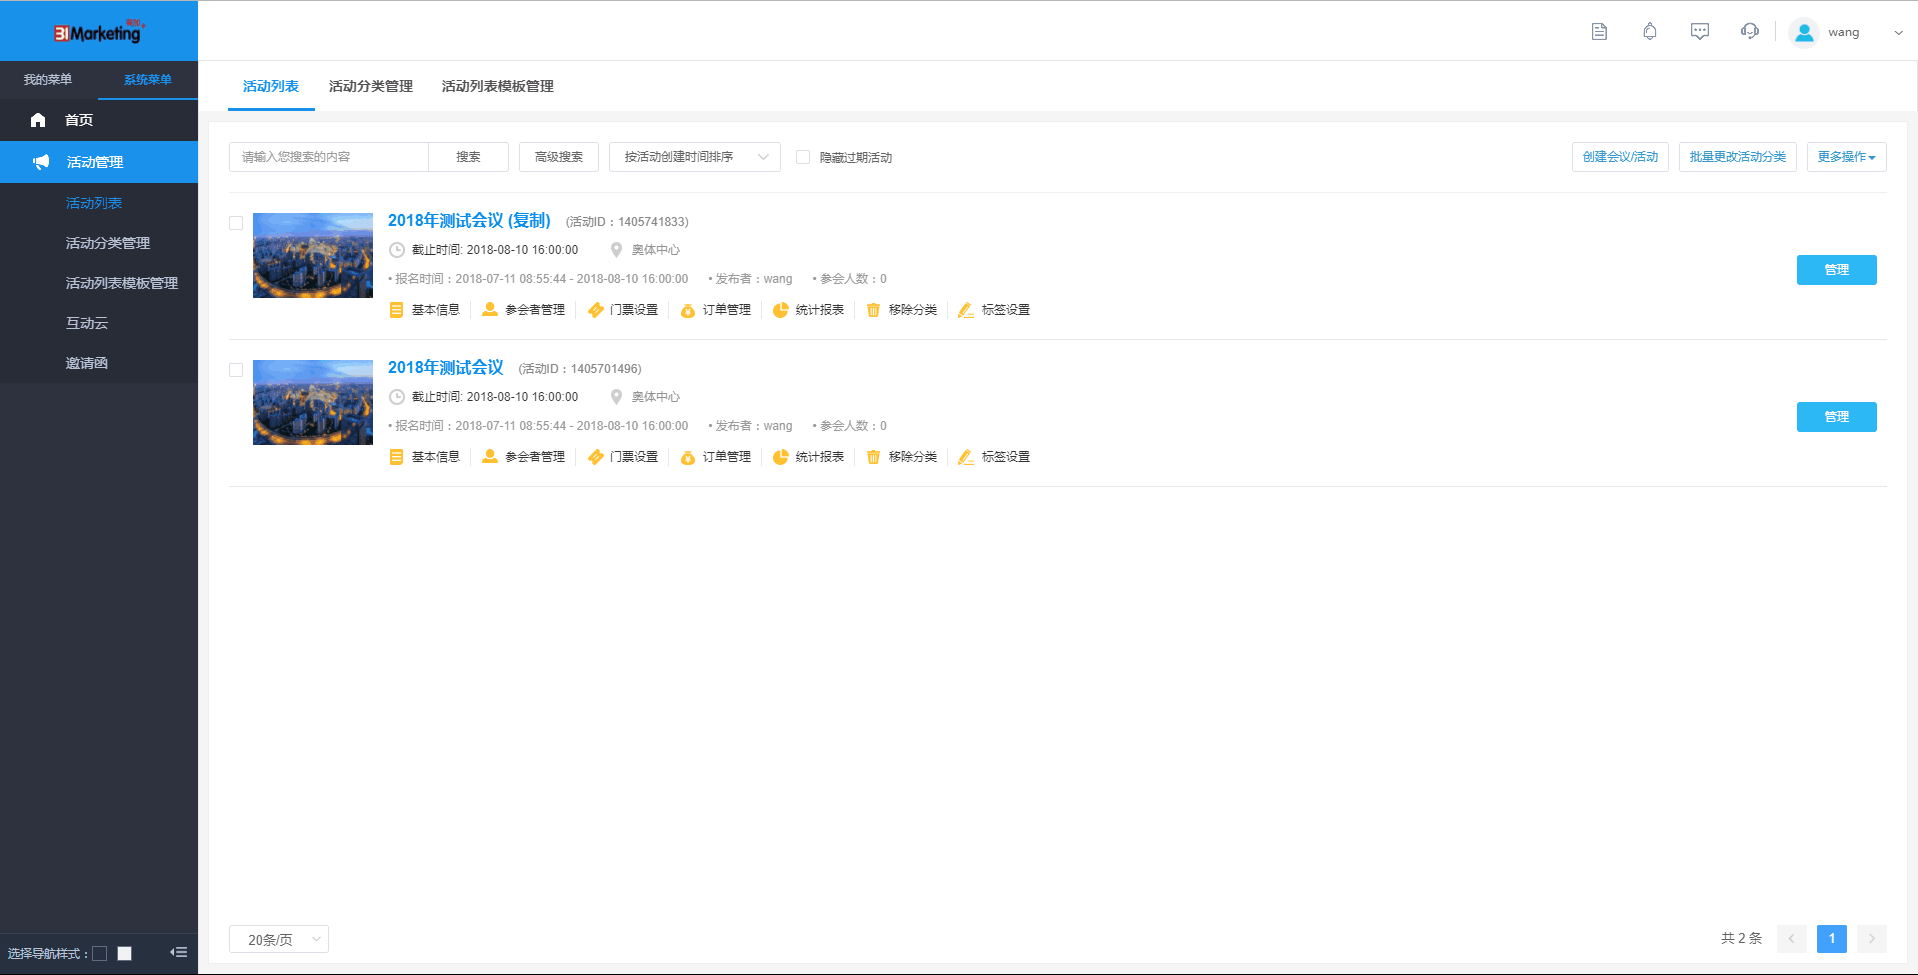 31Marketing+
wang
我的菜单 系统菜单
首页
活动管理
活动列表
活动分类管理
活动列表模板管理
互动云
邀请函
选择导航样式：
活动列表 活动分类管理 活动列表模板管理
请输入您搜索的内容 搜索 高级搜索 按活动创建时间排序 隐藏过期活动 创建会议/活动 批量更改活动分类 更多操作
2018年测试会议 (复制) (活动ID：1405741833)
截止时间: 2018-08-10 16:00:00 奥体中心
• 报名时间：2018-07-11 08:55:44 - 2018-08-10 16:00:00 • 发布者：wang • 参会人数：0
管理
基本信息 参会者管理 门票设置 订单管理 统计报表 移除分类 标签设置
2018年测试会议 (活动ID：1405701496)
截止时间: 2018-08-10 16:00:00 奥体中心
• 报名时间：2018-07-11 08:55:44 - 2018-08-10 16:00:00 • 发布者：wang • 参会人数：0
管理
基本信息 参会者管理 门票设置 订单管理 统计报表 移除分类 标签设置
20条/页 共 2 条 1